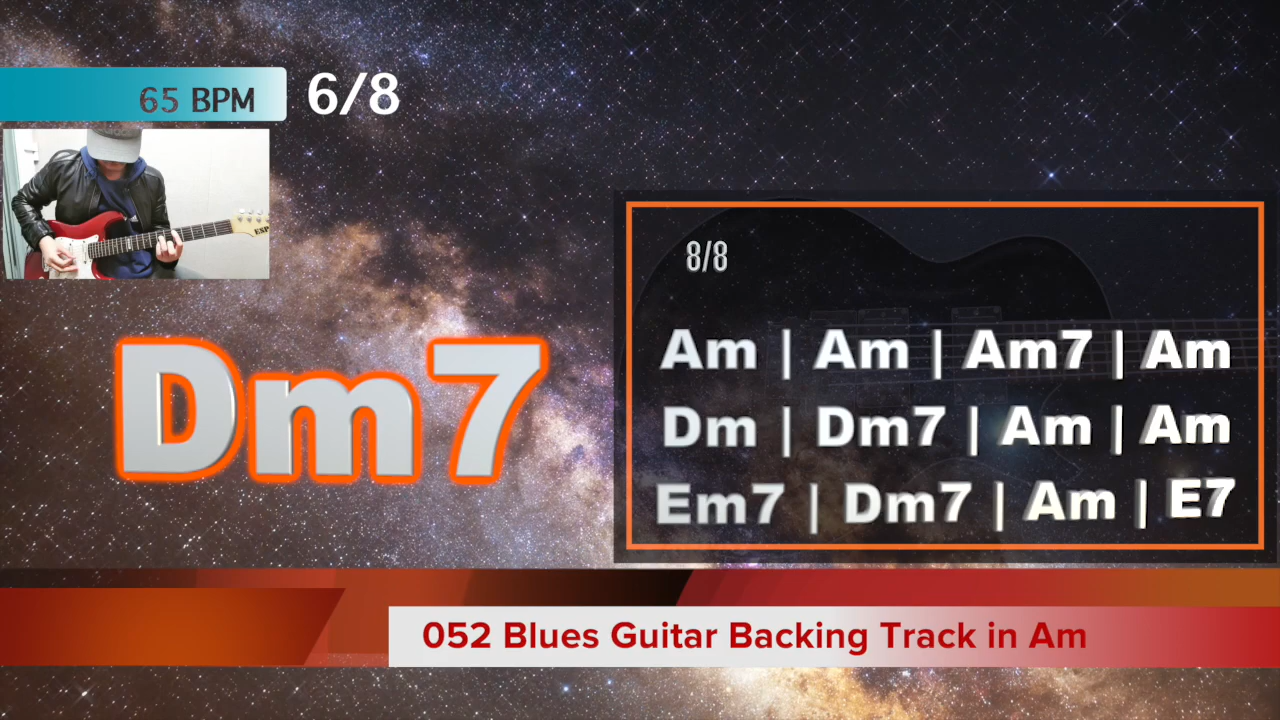 65 BPM
6/8
ESP
Dm7
8/8
Am | Am | Am7 | Am
Dm | Dm7 | Am | Am
Em7 | Dm7 | Am | E7
052 Blues Guitar Backing Track in Am